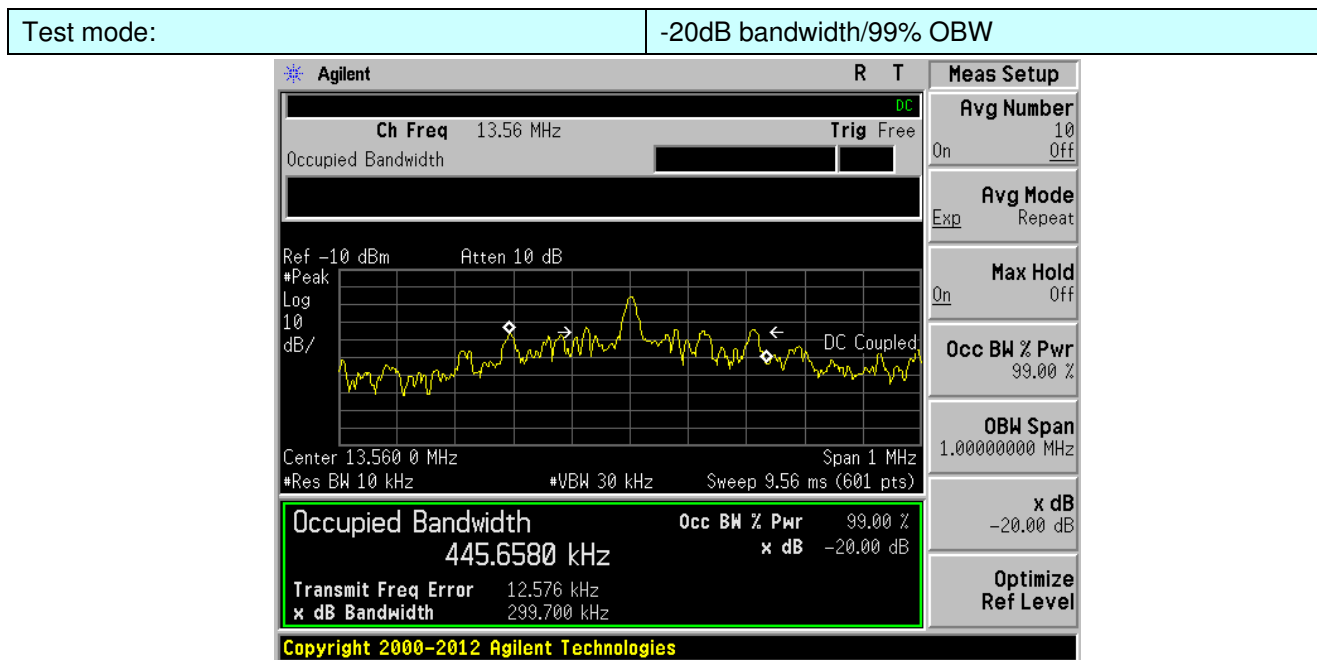 Test mode: -20dB bandwidth/99% OBW
Agilent R T Meas Setup
DC
Ch Freq 13.56 MHz Trig Free
Occupied Bandwidth
Avg Number
10
On Off
Avg Mode
Exp Repeat
Max Hold
On Off
Occ BW % Pwr
99.00 %
OBW Span
1.00000000 MHz
x dB
-20.00 dB
Optimize
Ref Level
Ref -10 dBm Atten 10 dB
#Peak
Log
10
dB/
DC Coupled
Center 13.560 0 MHz Span 1 MHz
#Res BW 10 kHz #VBW 30 kHz Sweep 9.56 ms (601 pts)
Occupied Bandwidth Occ BW % Pwr 99.00 %
445.6580 kHz x dB -20.00 dB
Transmit Freq Error 12.576 kHz
x dB Bandwidth 299.700 kHz
Copyright 2000-2012 Agilent Technologies